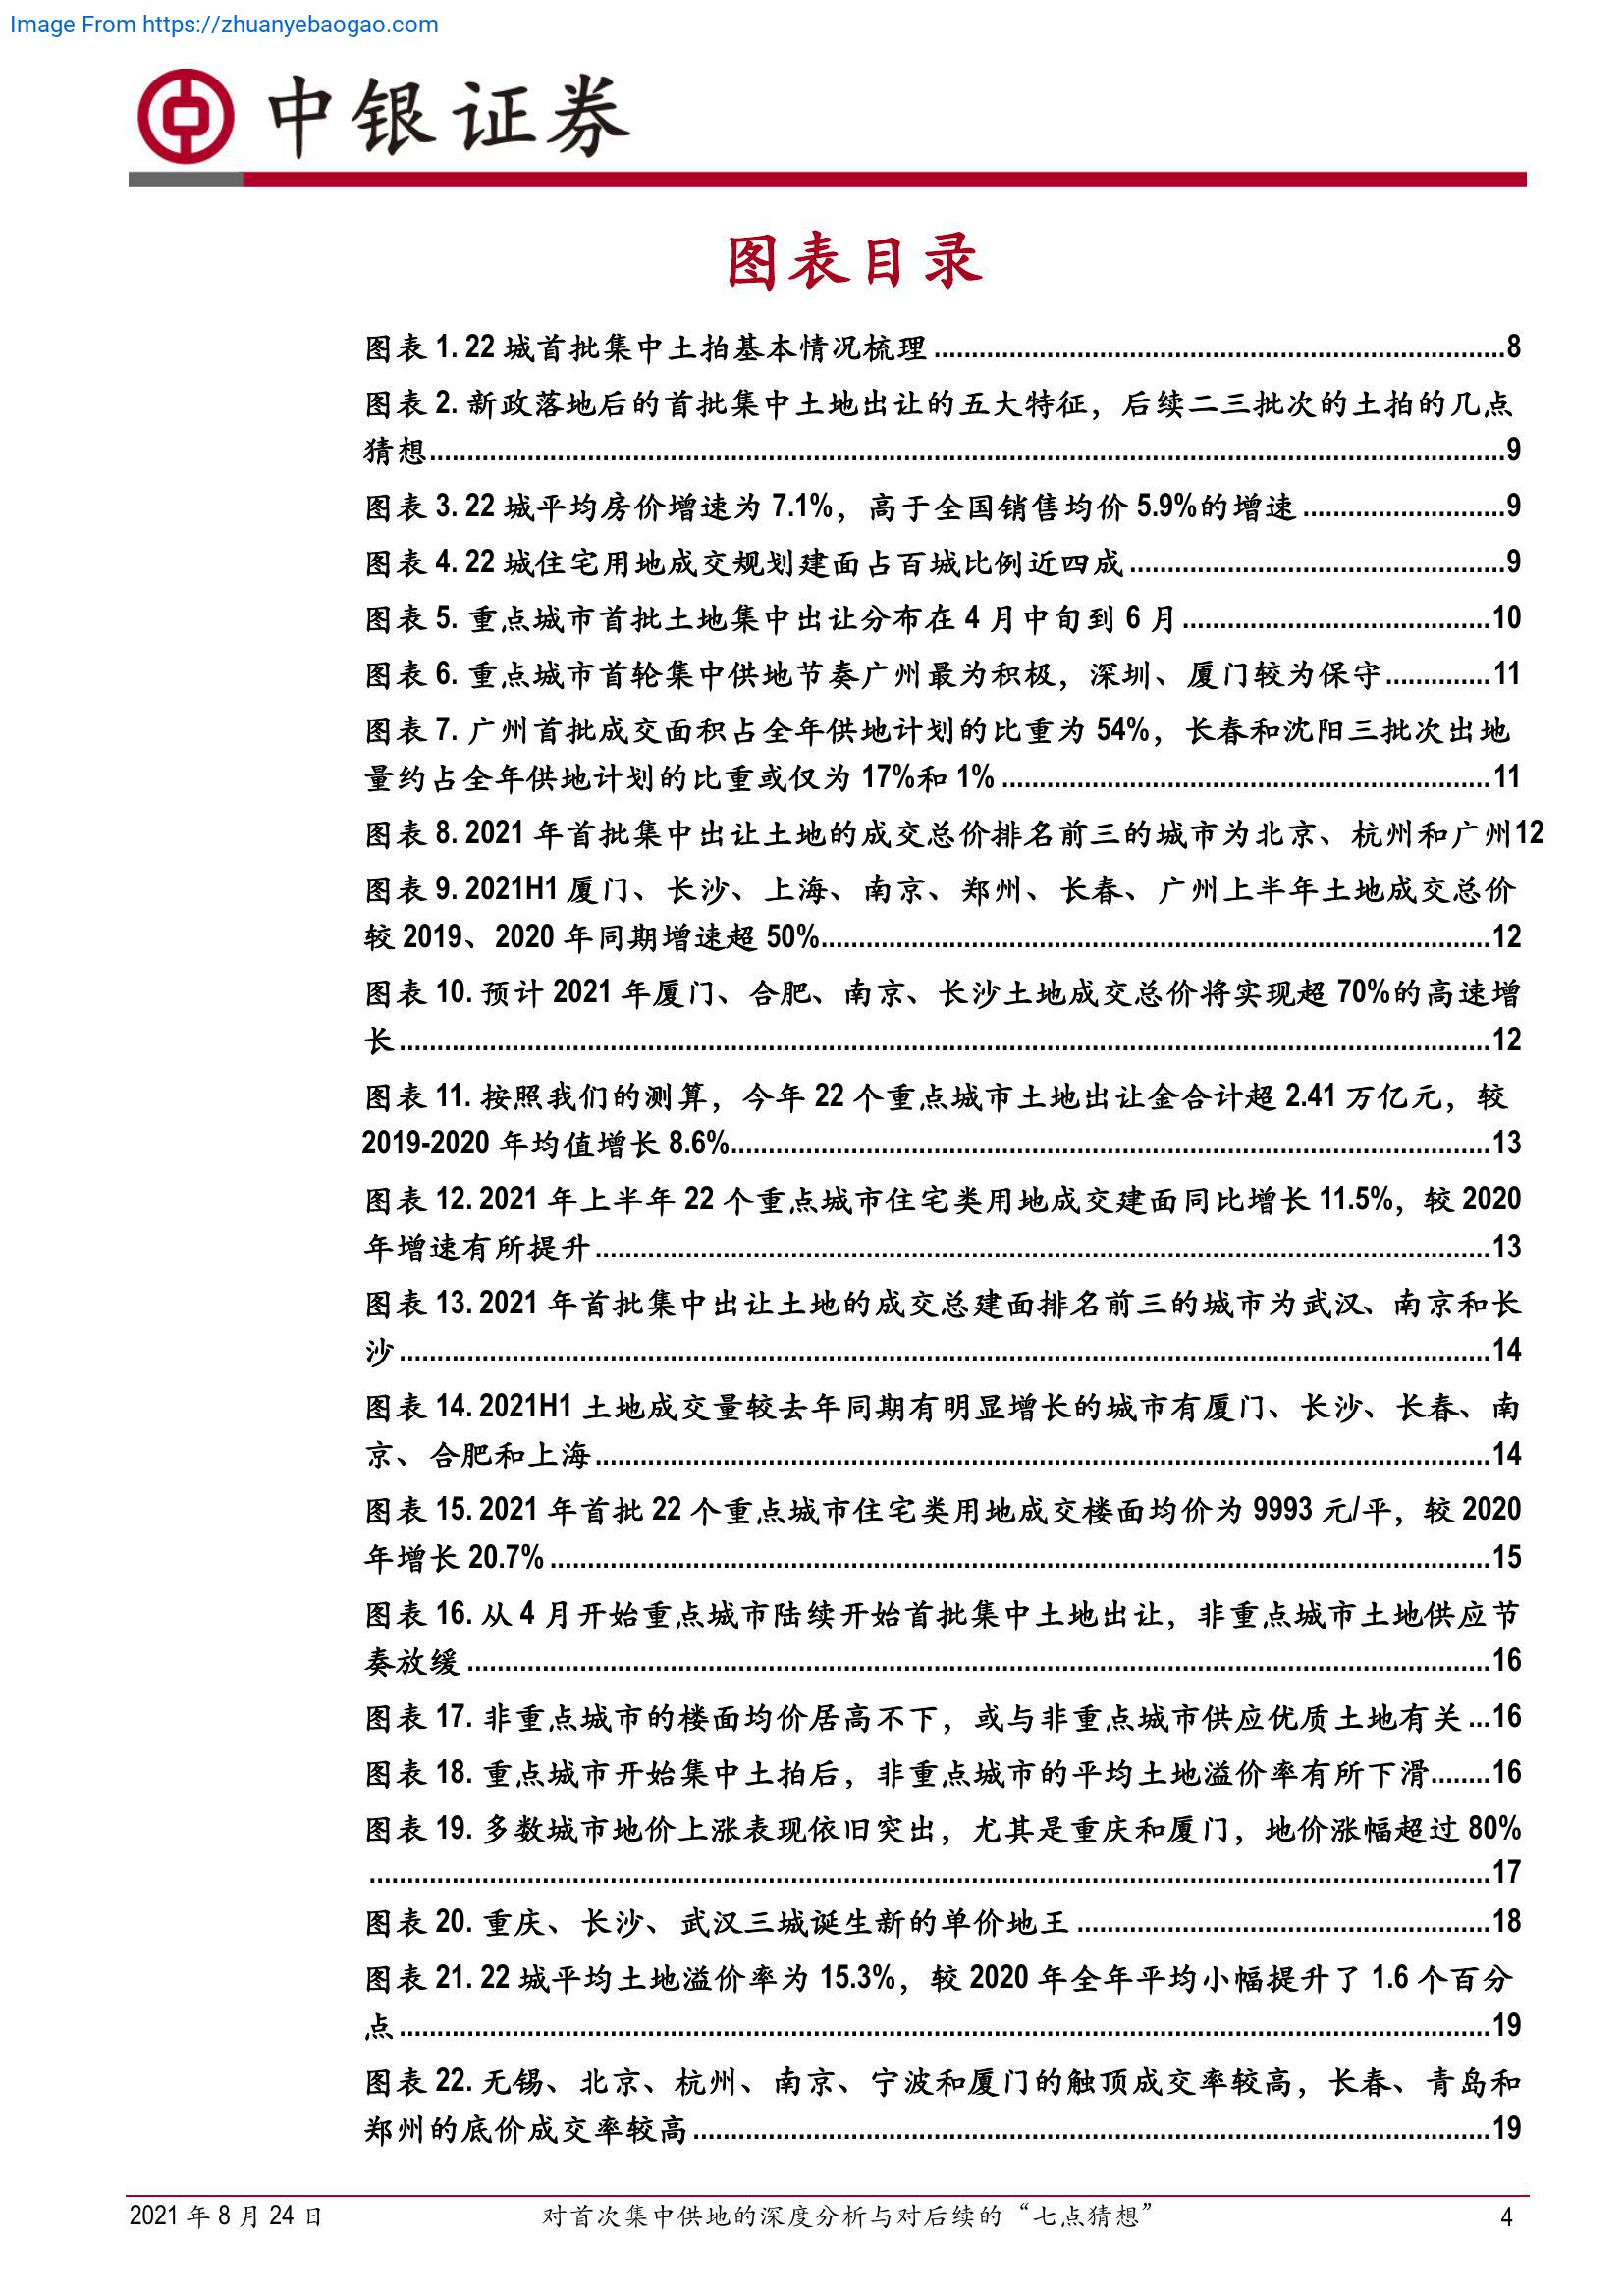 Image From https://zhuanyebaogao.com
中银证券
图表目录
图表 1. 22 城首批集中土拍基本情况梳理............................................................................8
图表 2. 新政落地后的首批集中土地出让的五大特征，后续二三批次的土拍的几点
猜想...............................................................................................................................................9
图表 3. 22 城平均房价增速为 7.1%，高于全国销售均价 5.9%的增速...........................9
图表 4. 22 城住宅用地成交规划建面占百城比例近四成..................................................9
图表 5. 重点城市首批土地集中出让分布在 4 月中旬到 6 月.........................................10
图表 6. 重点城市首轮集中供地节奏广州最为积极，深圳、厦门较为保守..............11
图表 7. 广州首批成交面积占全年供地计划的比重为 54%，长春和沈阳三批次出地
量约占全年供地计划的比重或仅为 17%和 1%.................................................................11
图表 8. 2021 年首批集中出让土地的成交总价排名前三的城市为北京、杭州和广州12
图表 9. 2021H1 厦门、长沙、上海、南京、郑州、长春、广州上半年土地成交总价
较 2019、2020 年同期增速超 50%.........................................................................................12
图表 10. 预计 2021 年厦门、合肥、南京、长沙土地成交总价将实现超 70%的高速增
长.................................................................................................................................................12
图表 11. 按照我们的测算，今年 22 个重点城市土地出让金合计超 2.41 万亿元，较
2019-2020 年均值增长 8.6%.....................................................................................................13
图表 12. 2021 年上半年 22 个重点城市住宅类用地成交建面同比增长 11.5%，较 2020
年增速有所提升.......................................................................................................................13
图表 13. 2021 年首批集中出让土地的成交总建面排名前三的城市为武汉、南京和长
沙.................................................................................................................................................14
图表 14. 2021H1 土地成交量较去年同期有明显增长的城市有厦门、长沙、长春、南
京、合肥和上海.......................................................................................................................14
图表 15. 2021 年首批 22 个重点城市住宅类用地成交楼面均价为 9993 元/平，较 2020
年增长 20.7%.............................................................................................................................15
图表 16. 从 4 月开始重点城市陆续开始首批集中土地出让，非重点城市土地供应节
奏放缓........................................................................................................................................16
图表 17. 非重点城市的楼面均价居高不下，或与非重点城市供应优质土地有关...16
图表 18. 重点城市开始集中土拍后，非重点城市的平均土地溢价率有所下滑........16
图表 19. 多数城市地价上涨表现依旧突出，尤其是重庆和厦门，地价涨幅超过 80%
.....................................................................................................................................................17
图表 20. 重庆、长沙、武汉三城诞生新的单价地王.......................................................18
图表 21. 22 城平均土地溢价率为 15.3%，较 2020 年全年平均小幅提升了 1.6 个百分
点.................................................................................................................................................19
图表 22. 无锡、北京、杭州、南京、宁波和厦门的触顶成交率较高，长春、青岛和
郑州的底价成交率较高..........................................................................................................19
2021 年 8 月 24 日 对首次集中供地的深度分析与对后续的“七点猜想” 4